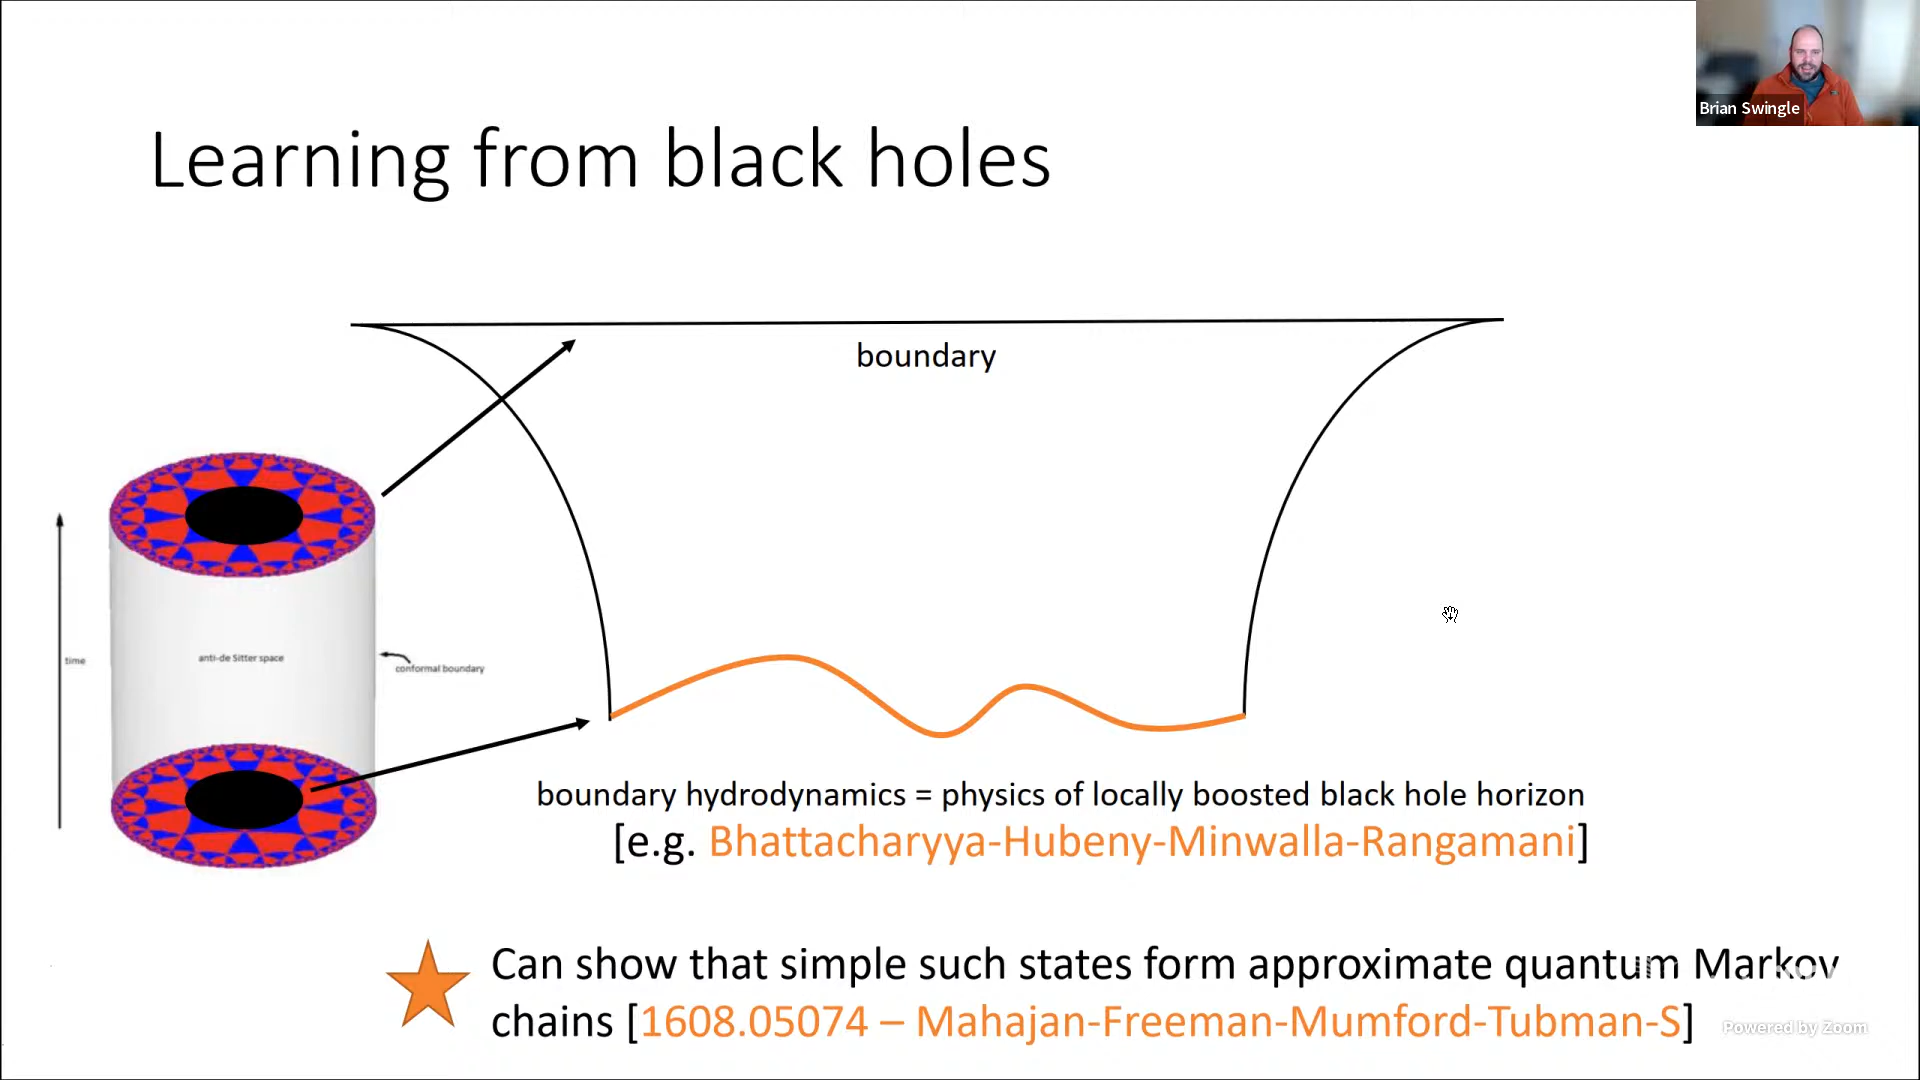 Brian Swingle
Learning from black holes
boundary
time
anti-de Sitter space
conformal boundary
boundary hydrodynamics = physics of locally boosted black hole horizon
[e.g. Bhattacharyya-Hubeny-Minwalla-Rangamani]
Can show that simple such states form approximate quantum Markov
chains [1608.05074 – Mahajan-Freeman-Mumford-Tubman-S]
Powered by Zoom